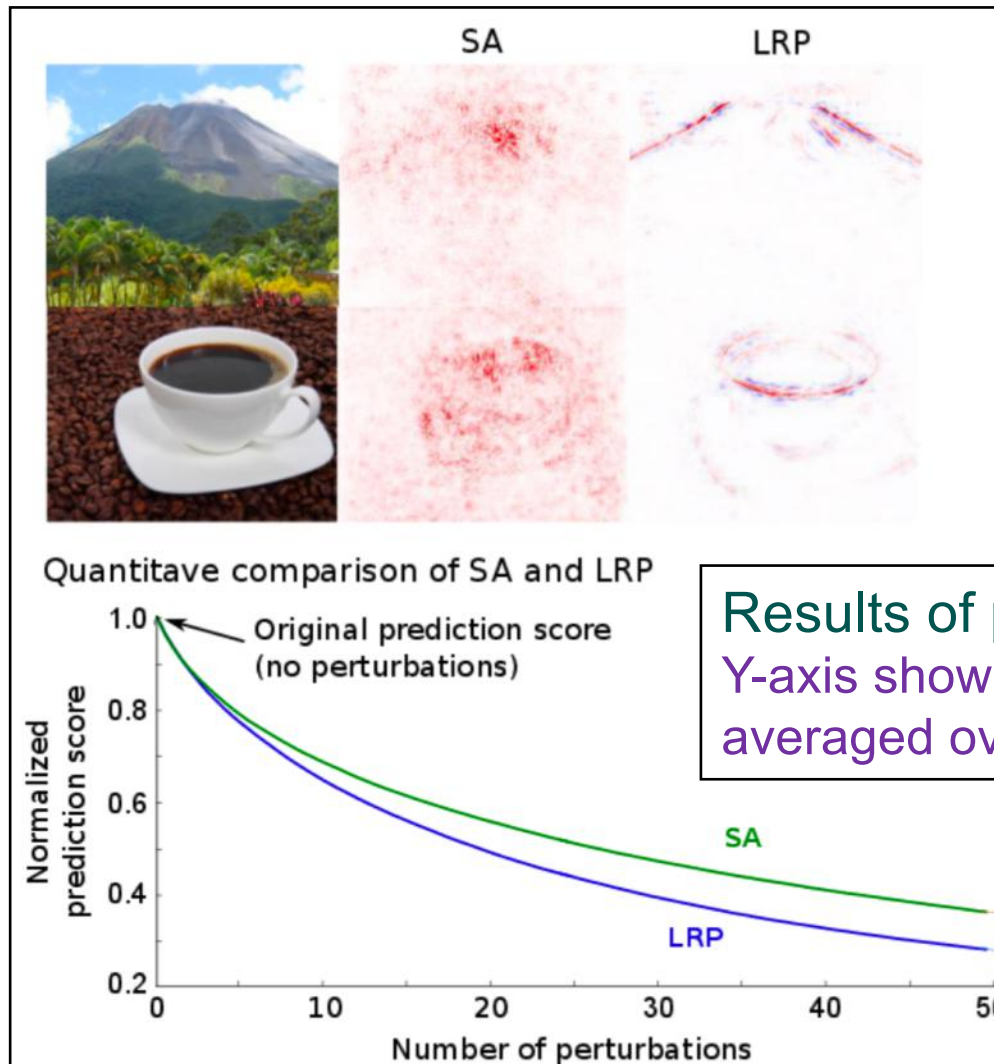 SA LRP
Quantitave comparison of SA and LRP
Original prediction score
(no perturbations)
Results of
Y-axis show
averaged
Normalized
prediction score
1.0
0.8
0.6
0.4
0.2
SA
LRP
0 10 20 30 40
Number of perturbations